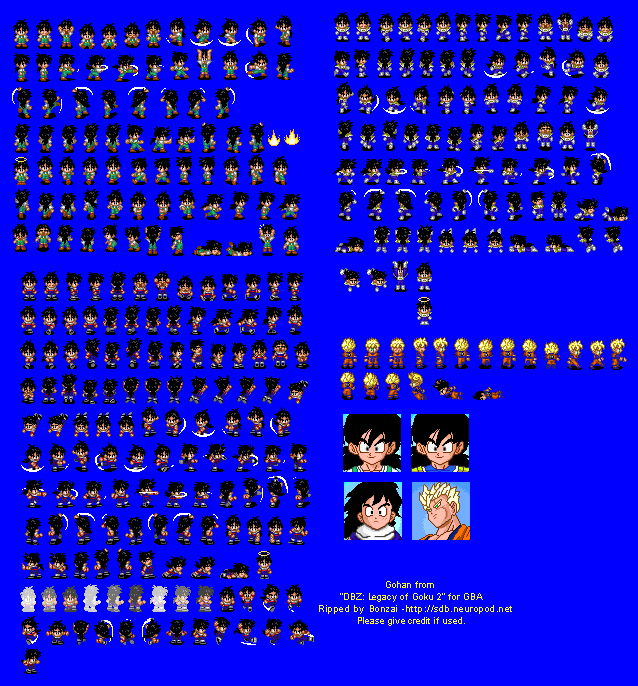 Gohan from
"DBZ: Legacy of Goku 2" for GBA
Ripped by Bonzai -http://sdb.neuropod.net
Please give credit if used.